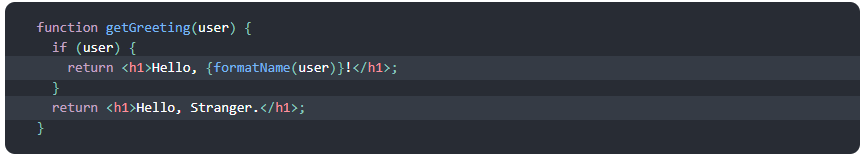 function getGreeting(user) {
  if (user) {
    return <h1>Hello, {formatName(user)}!</h1>;
  }
  return <h1>Hello, Stranger.</h1>;
}